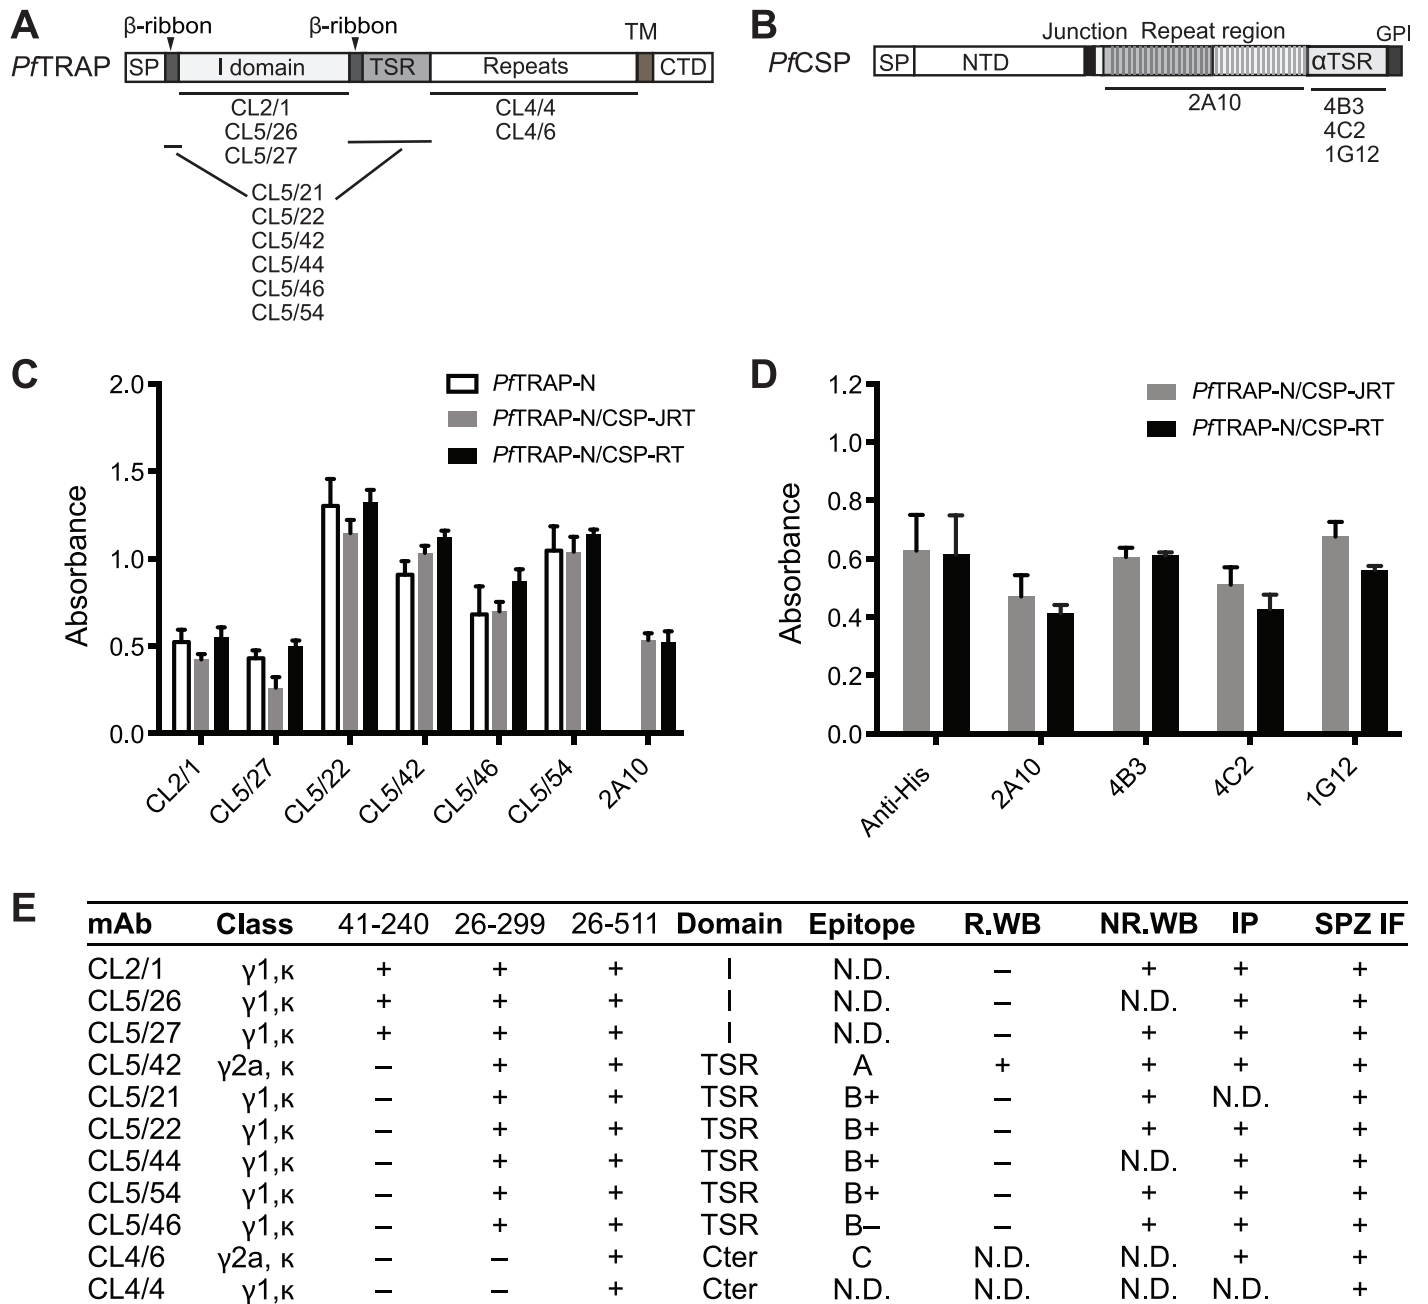 A
β-ribbon β-ribbon TM
PfTRAP SP I domain TSR Repeats CTD
CL2/1 CL4/4
CL5/26 CL4/6
CL5/27
CL5/21
CL5/22
CL5/42
CL5/44
CL5/46
CL5/54
B
Junction Repeat region GPI
PfCSP SP NTD αTSR
2A10 4B3
4C2
1G12
C
PfTRAP-N
PfTRAP-N/CSP-JRT
PfTRAP-N/CSP-RT
Absorbance
2.0
1.5
1.0
0.5
0.0
CL2/1 CL5/27 CL5/22 CL5/42 CL5/46 CL5/54 2A10
D
PfTRAP-N/CSP-JRT
PfTRAP-N/CSP-RT
Absorbance
1.2
1.0
0.8
0.6
0.4
0.2
0.0
Anti-His 2A10 4B3 4C2 1G12
E
mAb Class 41-240 26-299 26-511 Domain Epitope R.WB NR.WB IP SPZ IF
CL2/1 γ1,κ + + + I N.D. – + + +
CL5/26 γ1,κ + + + I N.D. – N.D. + +
CL5/27 γ1,κ + + + I N.D. – + + +
CL5/42 γ2a, κ – + + TSR A + + + +
CL5/21 γ1,κ – + + TSR B+ – + N.D. +
CL5/22 γ1,κ – + + TSR B+ – + + +
CL5/44 γ1,κ – + + TSR B+ – N.D. + +
CL5/54 γ1,κ – + + TSR B+ – + + +
CL5/46 γ1,κ – + + TSR B– – + + +
CL4/6 γ2a, κ – – + Cter C N.D. N.D. + +
CL4/4 γ1,κ – – + Cter N.D. N.D. N.D. N.D. +